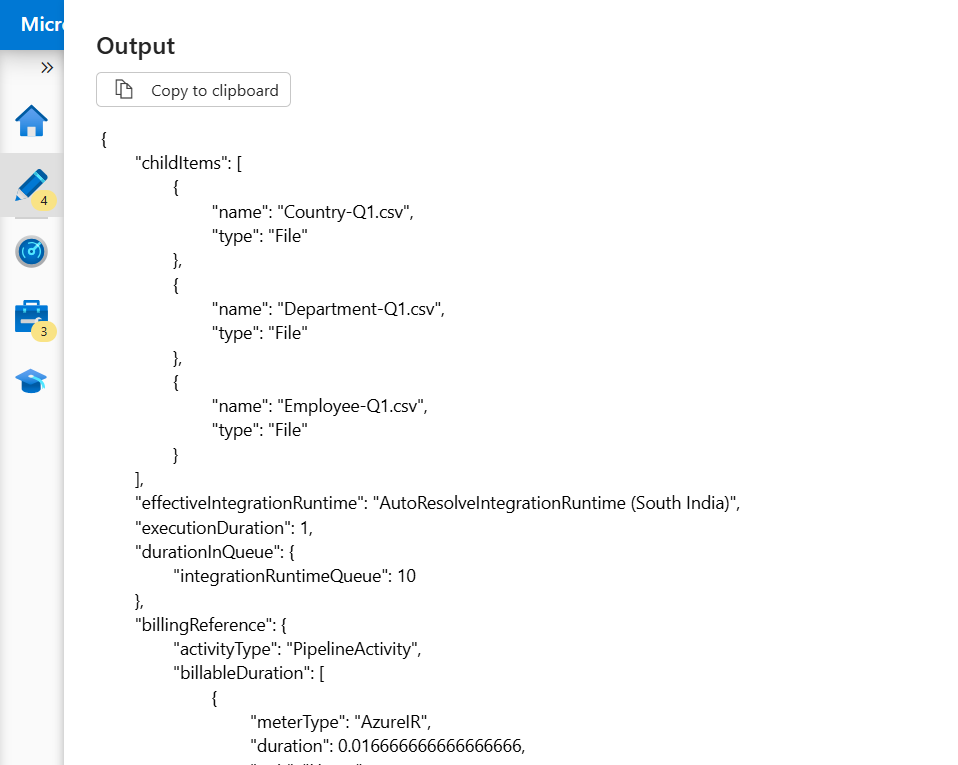 Micro
Output
Copy to clipboard
4
3
{
"childItems": [
{
"name": "Country-Q1.csv",
"type": "File"
},
{
"name": "Department-Q1.csv",
"type": "File"
},
{
"name": "Employee-Q1.csv",
"type": "File"
}
],
"effectiveIntegrationRuntime": "AutoResolveIntegrationRuntime (South India)",
"executionDuration": 1,
"durationInQueue": {
"integrationRuntimeQueue": 10
},
"billingReference": {
"activityType": "PipelineActivity",
"billableDuration": [
{
"meterType": "AzureIR",
"duration": 0.016666666666666666,